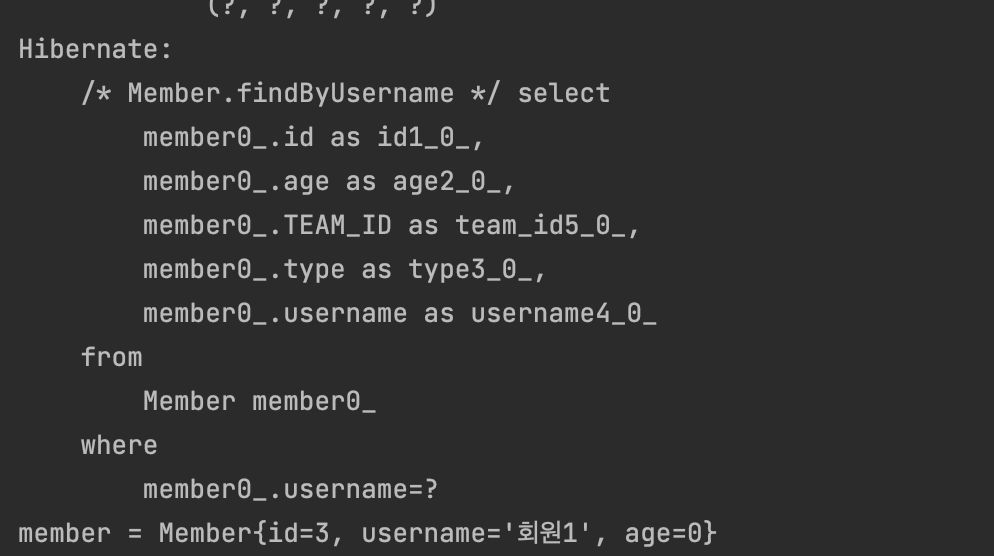 (?, ?, ?, ?, ?)
Hibernate:
/* Member.findByUsername */ select
member0_.id as id1_0_,
member0_.age as age2_0_,
member0_.TEAM_ID as team_id5_0_,
member0_.type as type3_0_,
member0_.username as username4_0_
from
Member member0_
where
member0_.username=?
member = Member{id=3, username='회원1', age=0}